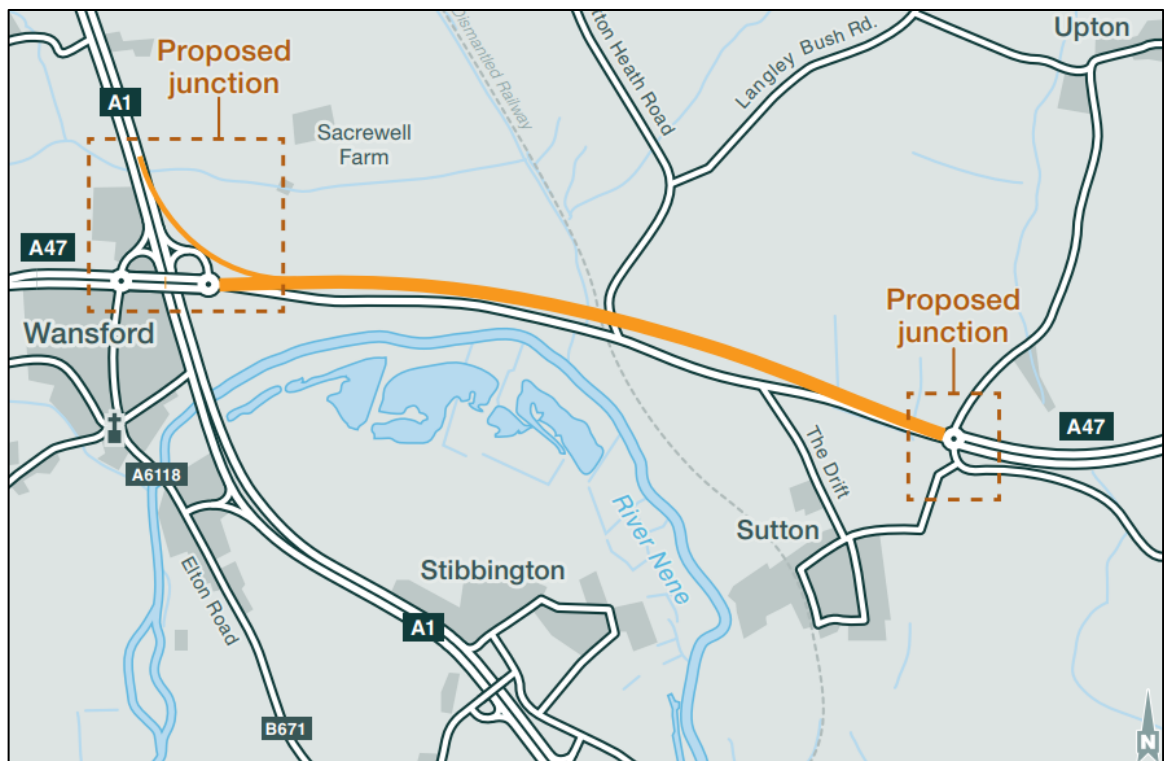 Upton
Proposed
junction
A1
Dismantled Railway
tton Heath Road
Langley Bush Rd.
Sacrewell
Farm
A47
Wansford
Proposed
junction
A47
A6118
The Drift
River Nene
Sutton
Stibbington
Elton Road
A1
B671
N